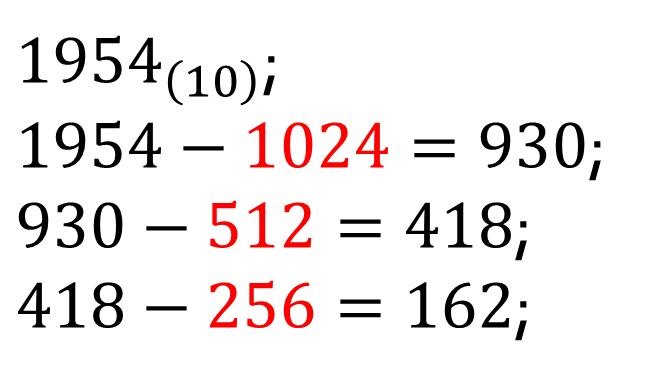 1954(10);
1954 − 1024 = 930;
930 − 512 = 418;
418 − 256 = 162;